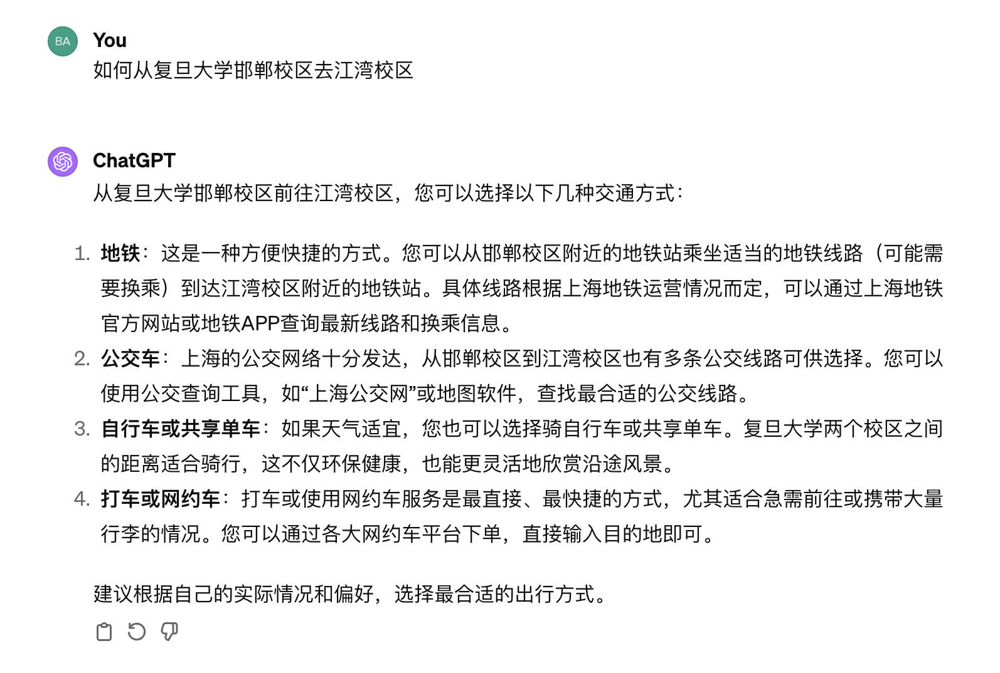 BA
You
如何从复旦大学邯郸校区去江湾校区
ChatGPT
从复旦大学邯郸校区前往江湾校区，您可以选择以下几种交通方式：
1. 地铁：这是一种方便快捷的方式。您可以从邯郸校区附近的地铁站乘坐适当的地铁线路（可能需
要换乘）到达江湾校区附近的地铁站。具体线路根据上海地铁运营情况而定，可以通过上海地铁
官方网站或地铁APP查询最新线路和换乘信息。
2. 公交车：上海的公交网络十分发达，从邯郸校区到江湾校区也有多条公交线路可供选择。您可以
使用公交查询工具，如“上海公交网”或地图软件，查找最合适的公交线路。
3. 自行车或共享单车：如果天气适宜，您也可以选择骑自行车或共享单车。复旦大学两个校区之间
的距离适合骑行，这不仅环保健康，也能更灵活地欣赏沿途风景。
4. 打车或网约车：打车或使用网约车服务是最直接、最快捷的方式，尤其适合急需前往或携带大量
行李的情况。您可以通过各大网约车平台下单，直接输入目的地即可。
建议根据自己的实际情况和偏好，选择最合适的出行方式。